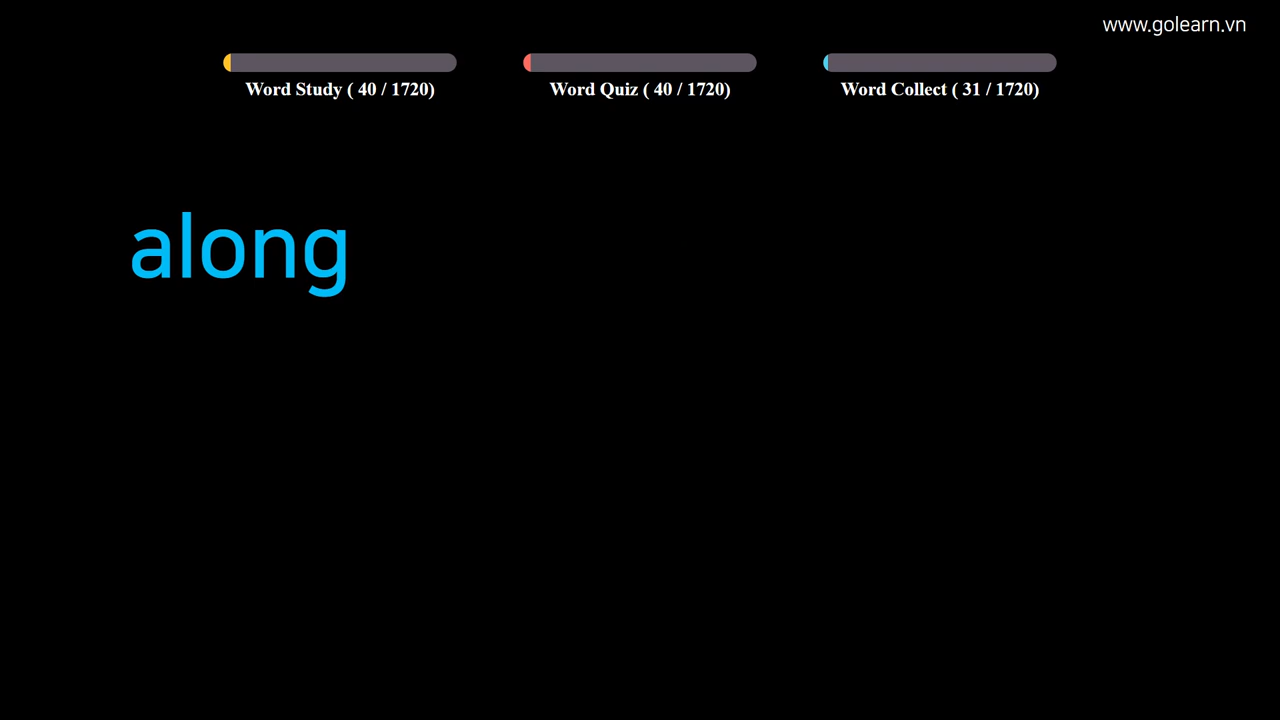 www.golearn.vn
Word Study ( 40 / 1720)
Word Quiz ( 40 / 1720)
Word Collect ( 31 / 1720)
along